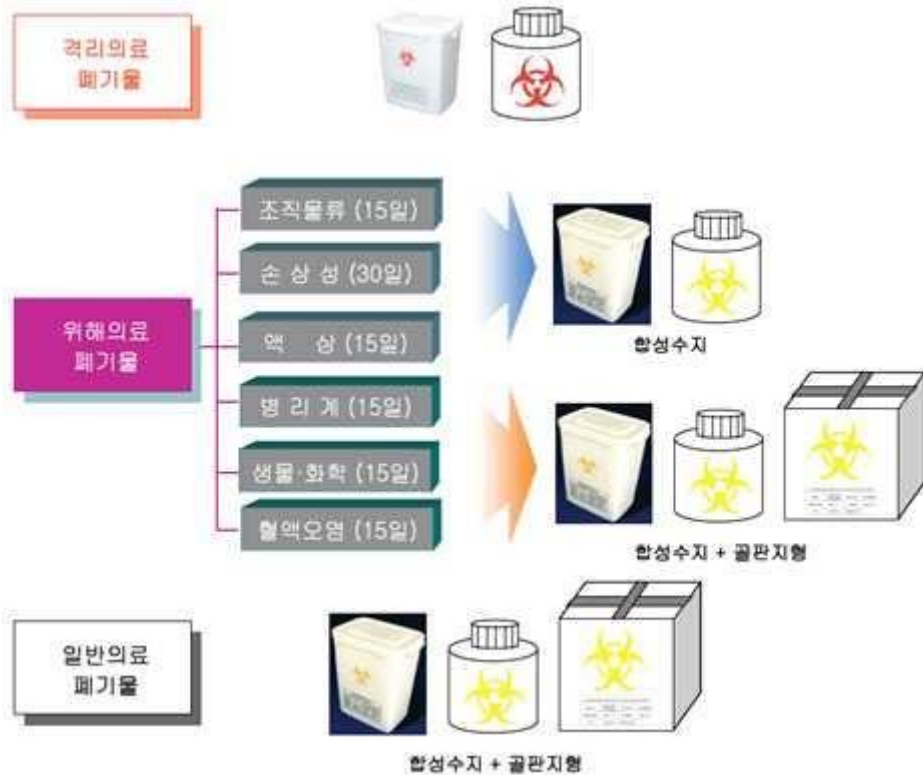 격리의료
폐기물
조직물류 (15일)
손 상 성 (30일)
위해의료
폐기물
액 상 (15일)
합성수지
병 리 계 (15일)
생물·화학 (15일)
혈액오염 (15일)
합성수지 + 골판지형
일반의료
폐기물
합성수지 + 골판지형